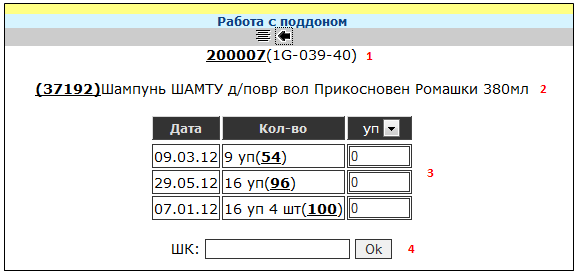 Работа с поддоном
200007(1G-039-40) 1
(37192)Шампунь ШАМТУ д/повр вол Прикосновен Ромашки 380мл 2
Дата Кол-во уп
09.03.12 9 уп(54) 0
29.05.12 16 уп(96) 0 3
07.01.12 16 уп 4 шт(100) 0
ШК: Ok 4